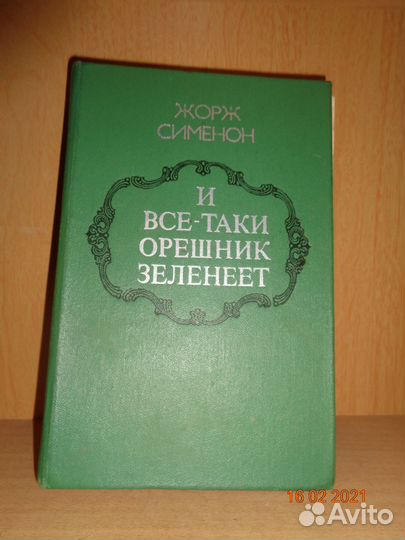 ЖОРЖ
СИМЕНОН
И
ВСЕ-ТАКИ
ОРЕШНИК
ЗЕЛЕНЕЕТ
16 02 2021
Avito